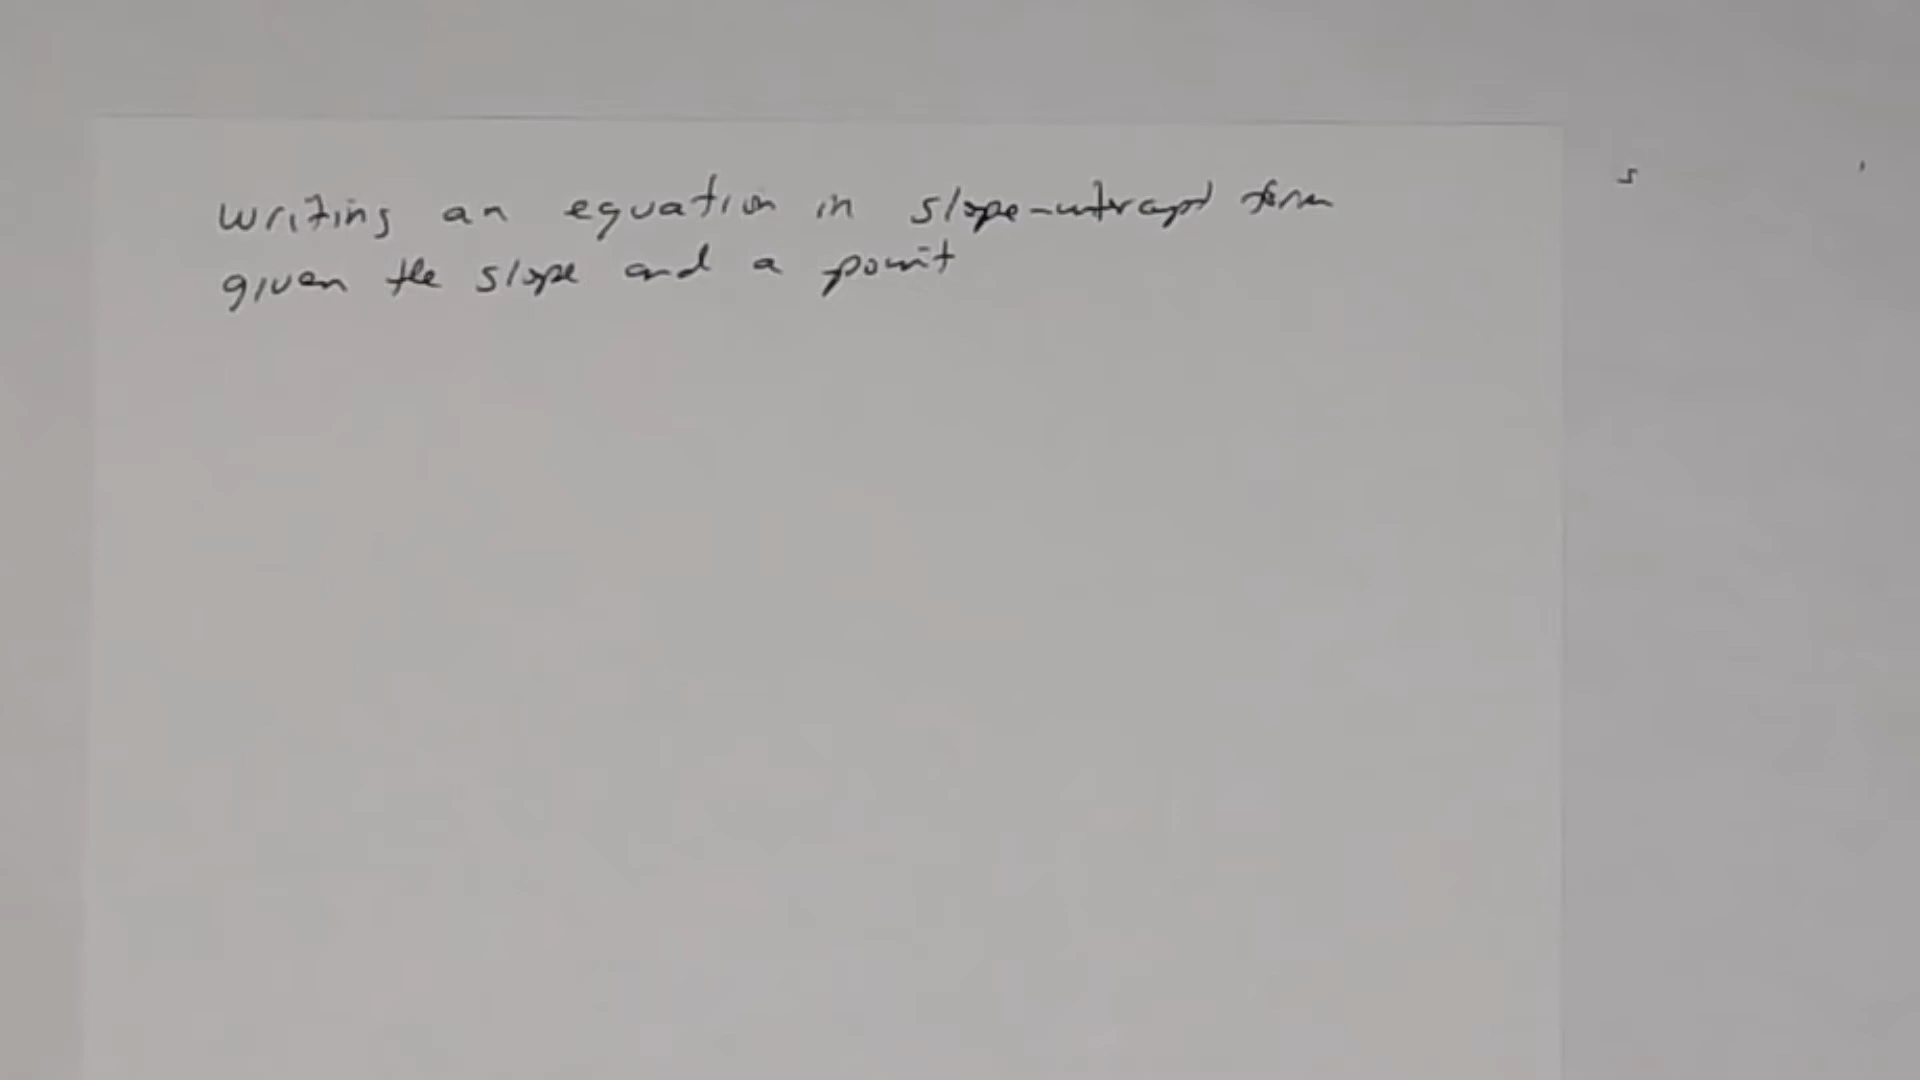 writing an equation in slope-intercept form
given the slope and a point